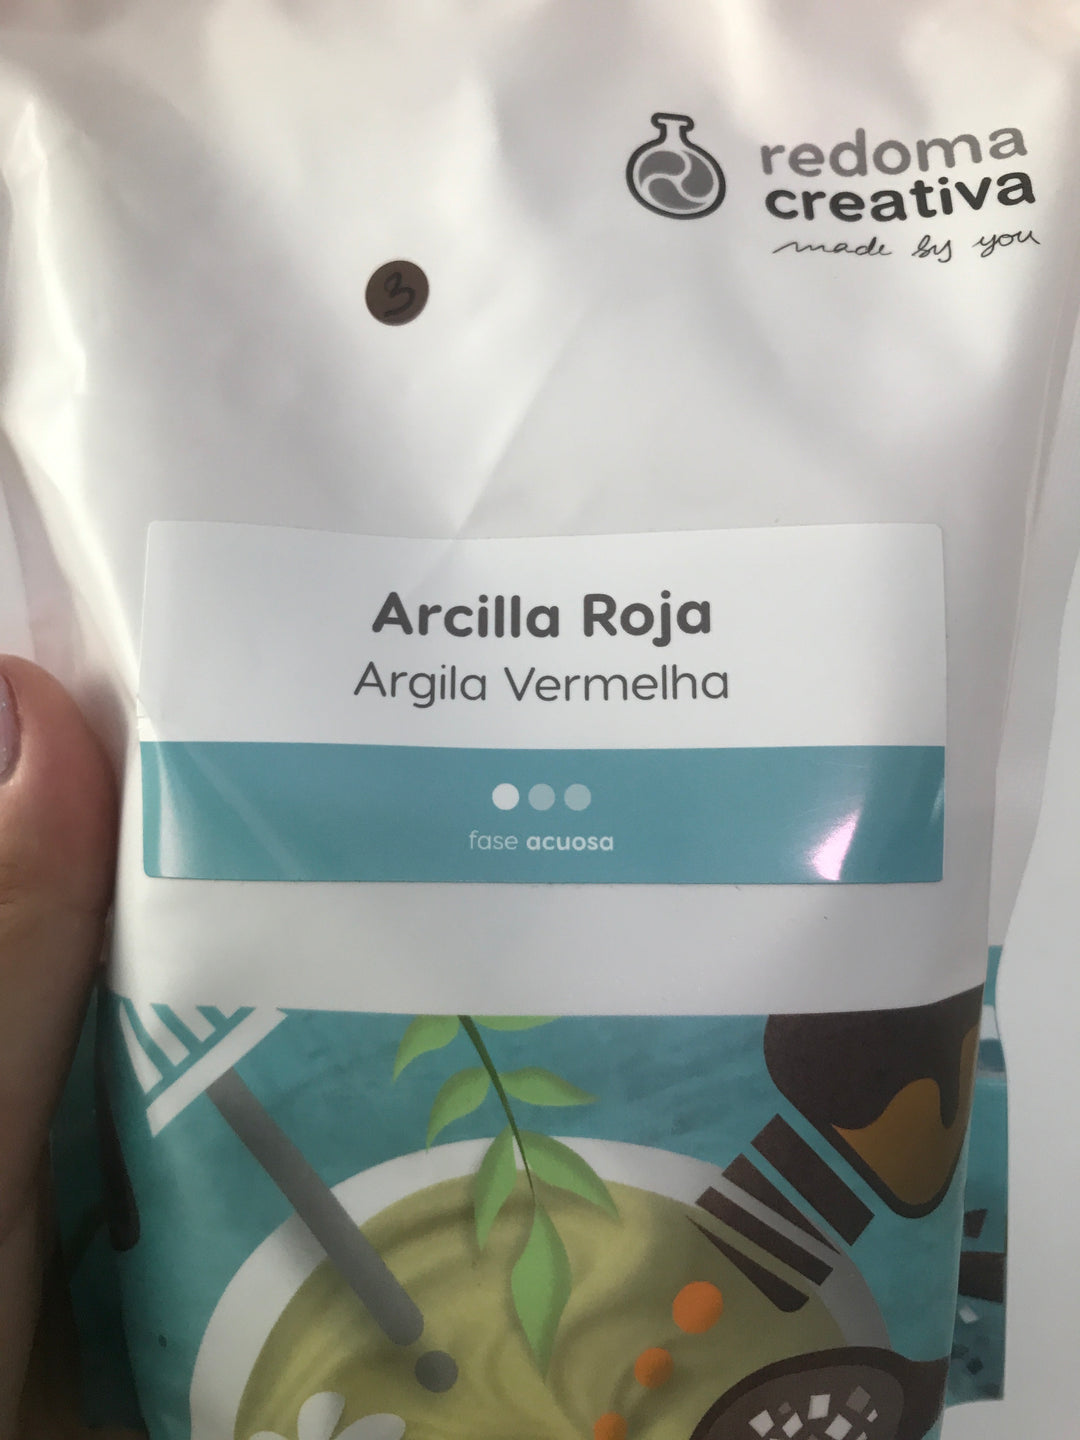 redoma
creativa
made by you
3
Arcilla Roja
Argila Vermelha
fase acuosa